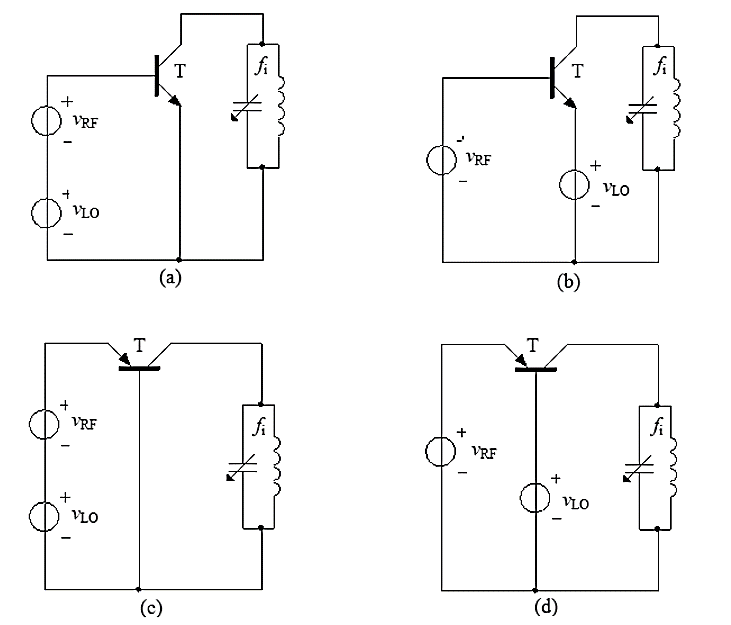 T
fi
+
vRF
−
+
vLO
−
(a)
T
fi
-'
vRF
−
+
vLO
−
(b)
T
fi
+
vRF
−
+
vLO
−
(c)
T
fi
+
vRF
−
+
vLO
−
(d)